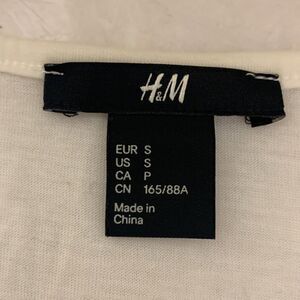 H&M
EUR S
US S
CA P
CN 165/88A
Made in
China